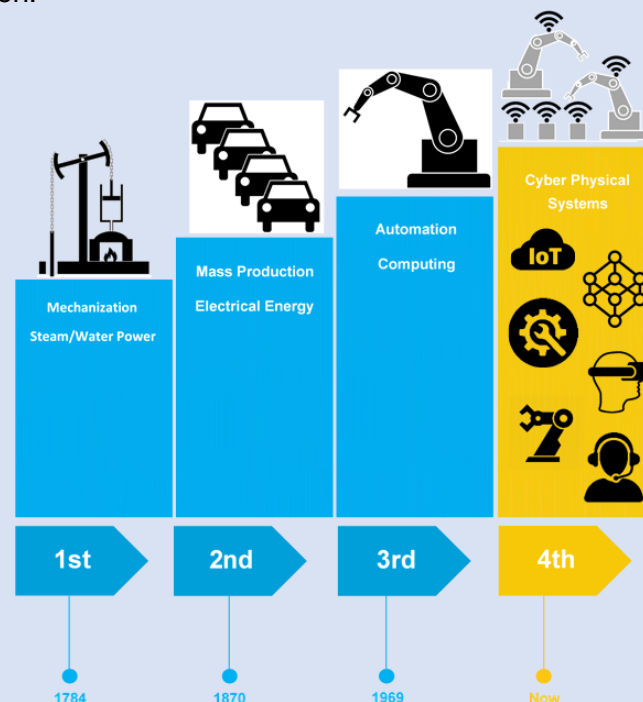 Cyber Physical
Systems
IoT
Automation
Computing
Mass Production
Electrical Energy
Mechanization
Steam/Water Power
1st
2nd
3rd
4th
1784
1870
1969
Now